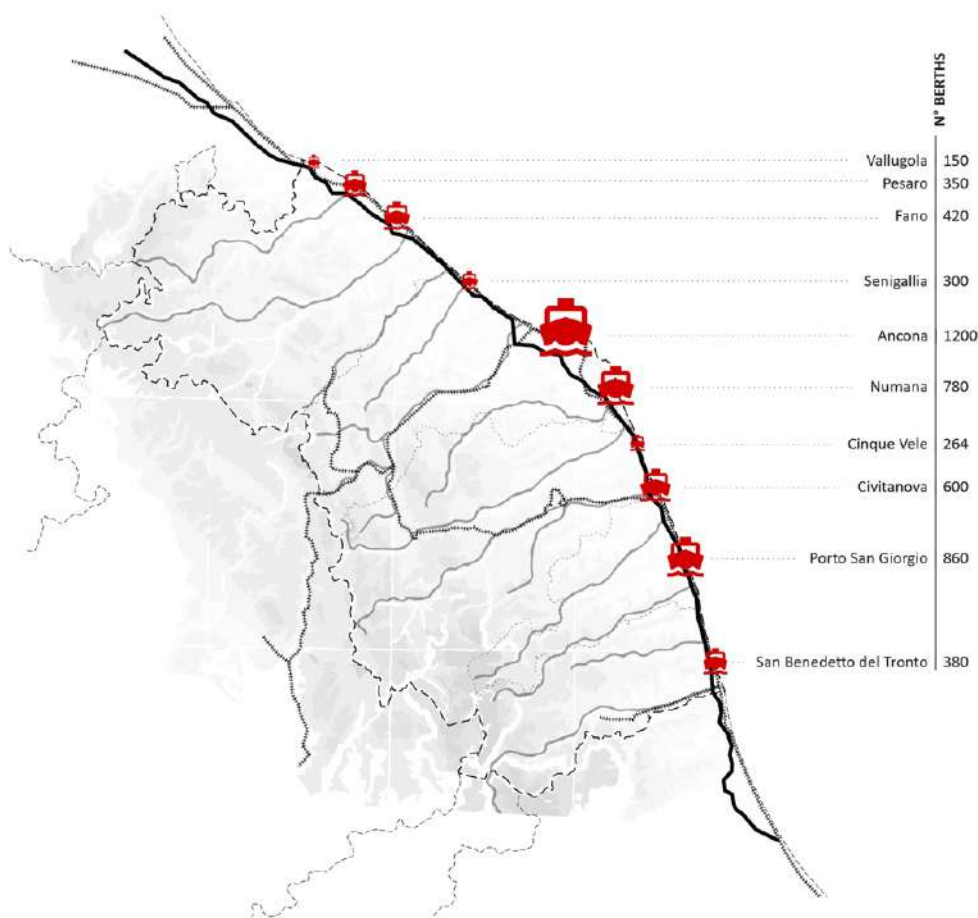 N° BERTHS
Vallugola 150
Pesaro 350
Fano 420
Senigallia 300
Ancona 1200
Numana 780
Cinque Vele 264
Civitanova 600
Porto San Giorgio 860
San Benedetto del Tronto 380